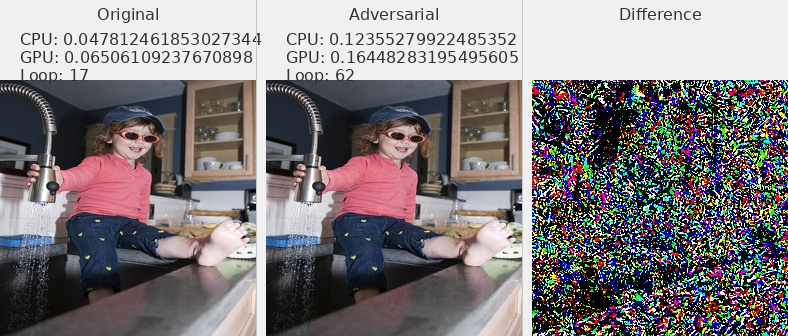 Original
CPU: 0.047812461853027344
GPU: 0.06506109237670898
Loop: 17
Adversarial
CPU: 0.12355279922485352
GPU: 0.16448283195495605
Loop: 62
Difference